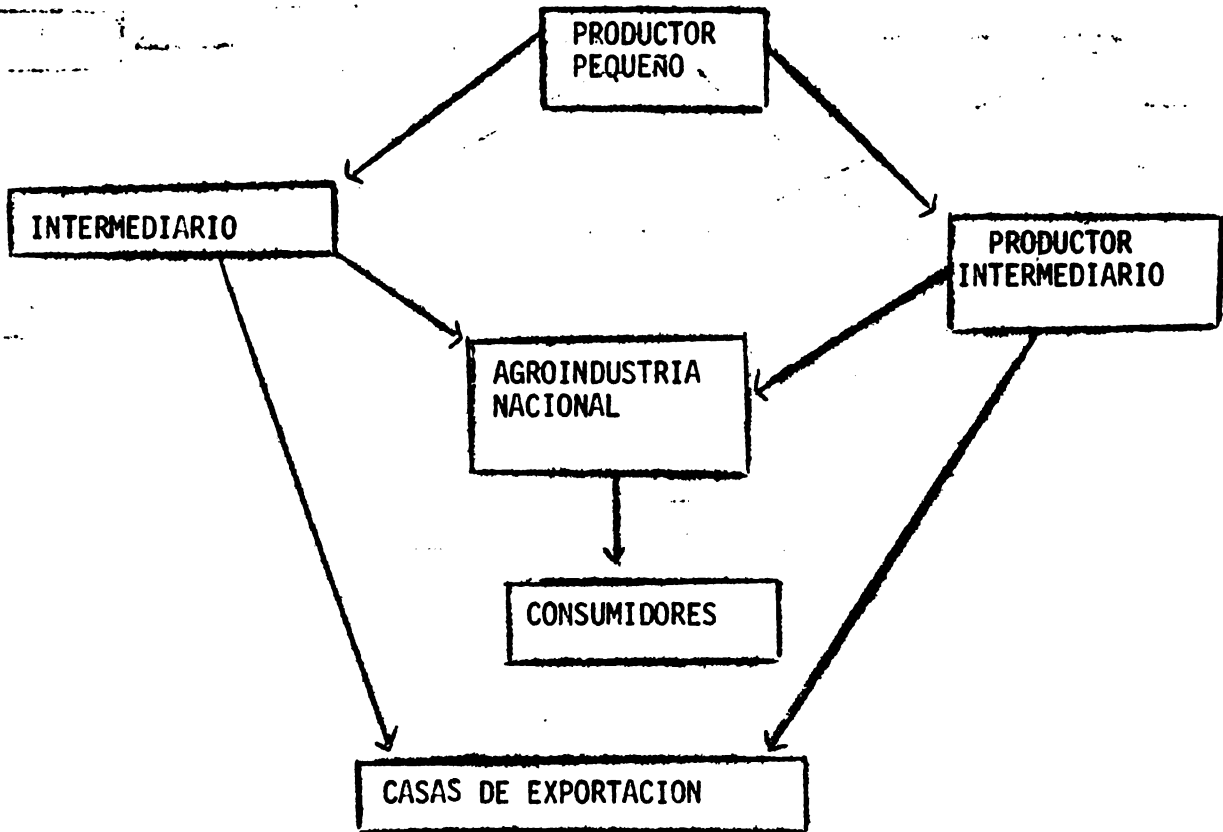 PRODUCTOR
PEQUEÑO
INTERMEDIARIO
PRODUCTOR
INTERMEDIARIO
AGROINDUSTRIA
NACIONAL
CONSUMIDORES
CASAS DE EXPORTACION